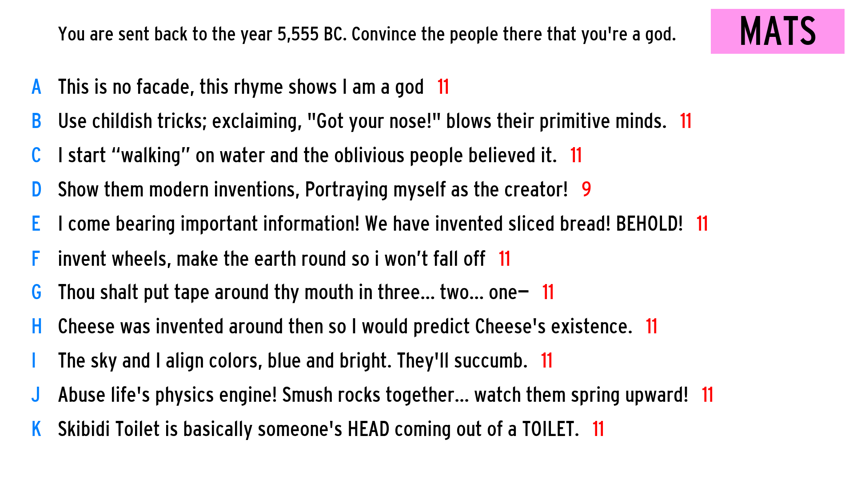 You are sent back to the year 5,555 BC. Convince the people there that you're a god.
MATS
A This is no facade, this rhyme shows I am a god 11
B Use childish tricks; exclaiming, "Got your nose!" blows their primitive minds. 11
C I start “walking” on water and the oblivious people believed it. 11
D Show them modern inventions, Portraying myself as the creator! 9
E I come bearing important information! We have invented sliced bread! BEHOLD! 11
F invent wheels, make the earth round so i won’t fall off 11
G Thou shalt put tape around thy mouth in three... two... one— 11
H Cheese was invented around then so I would predict Cheese's existence. 11
I The sky and I align colors, blue and bright. They'll succumb. 11
J Abuse life's physics engine! Smush rocks together... watch them spring upward! 11
K Skibidi Toilet is basically someone's HEAD coming out of a TOILET. 11